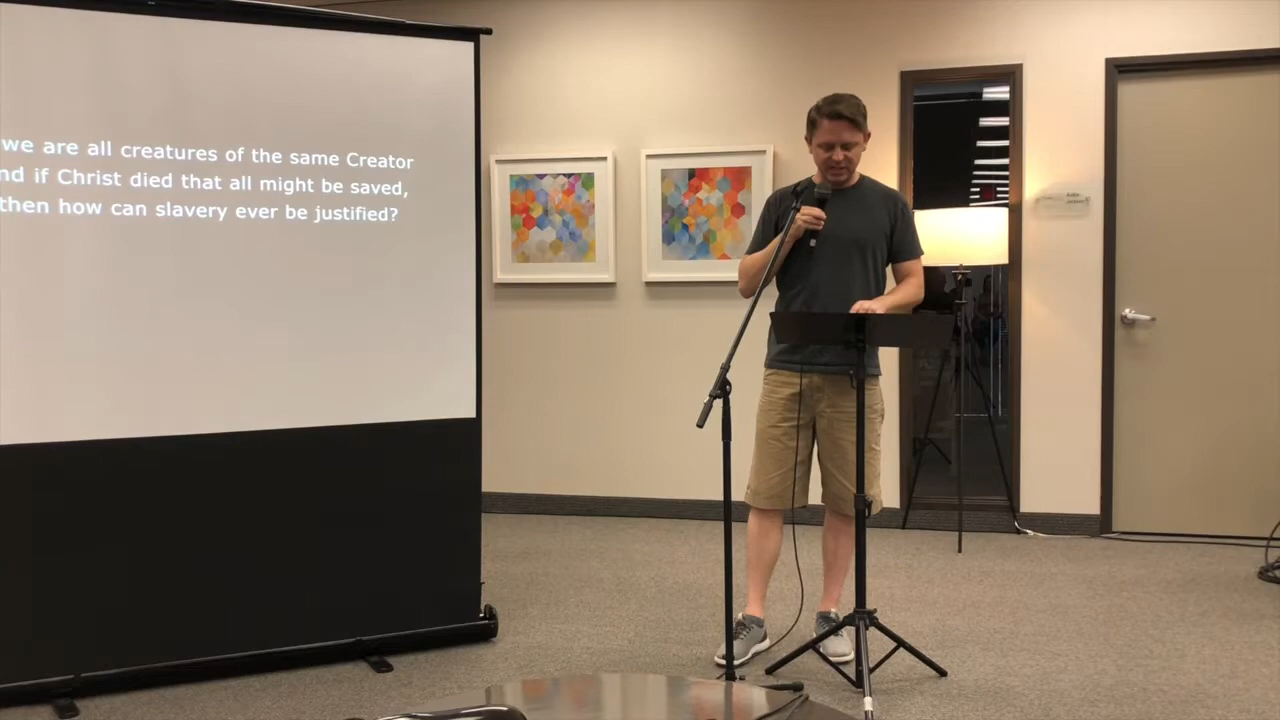 we are all creatures of the same Creator
nd if Christ died that all might be saved,
then how can slavery ever be justified?